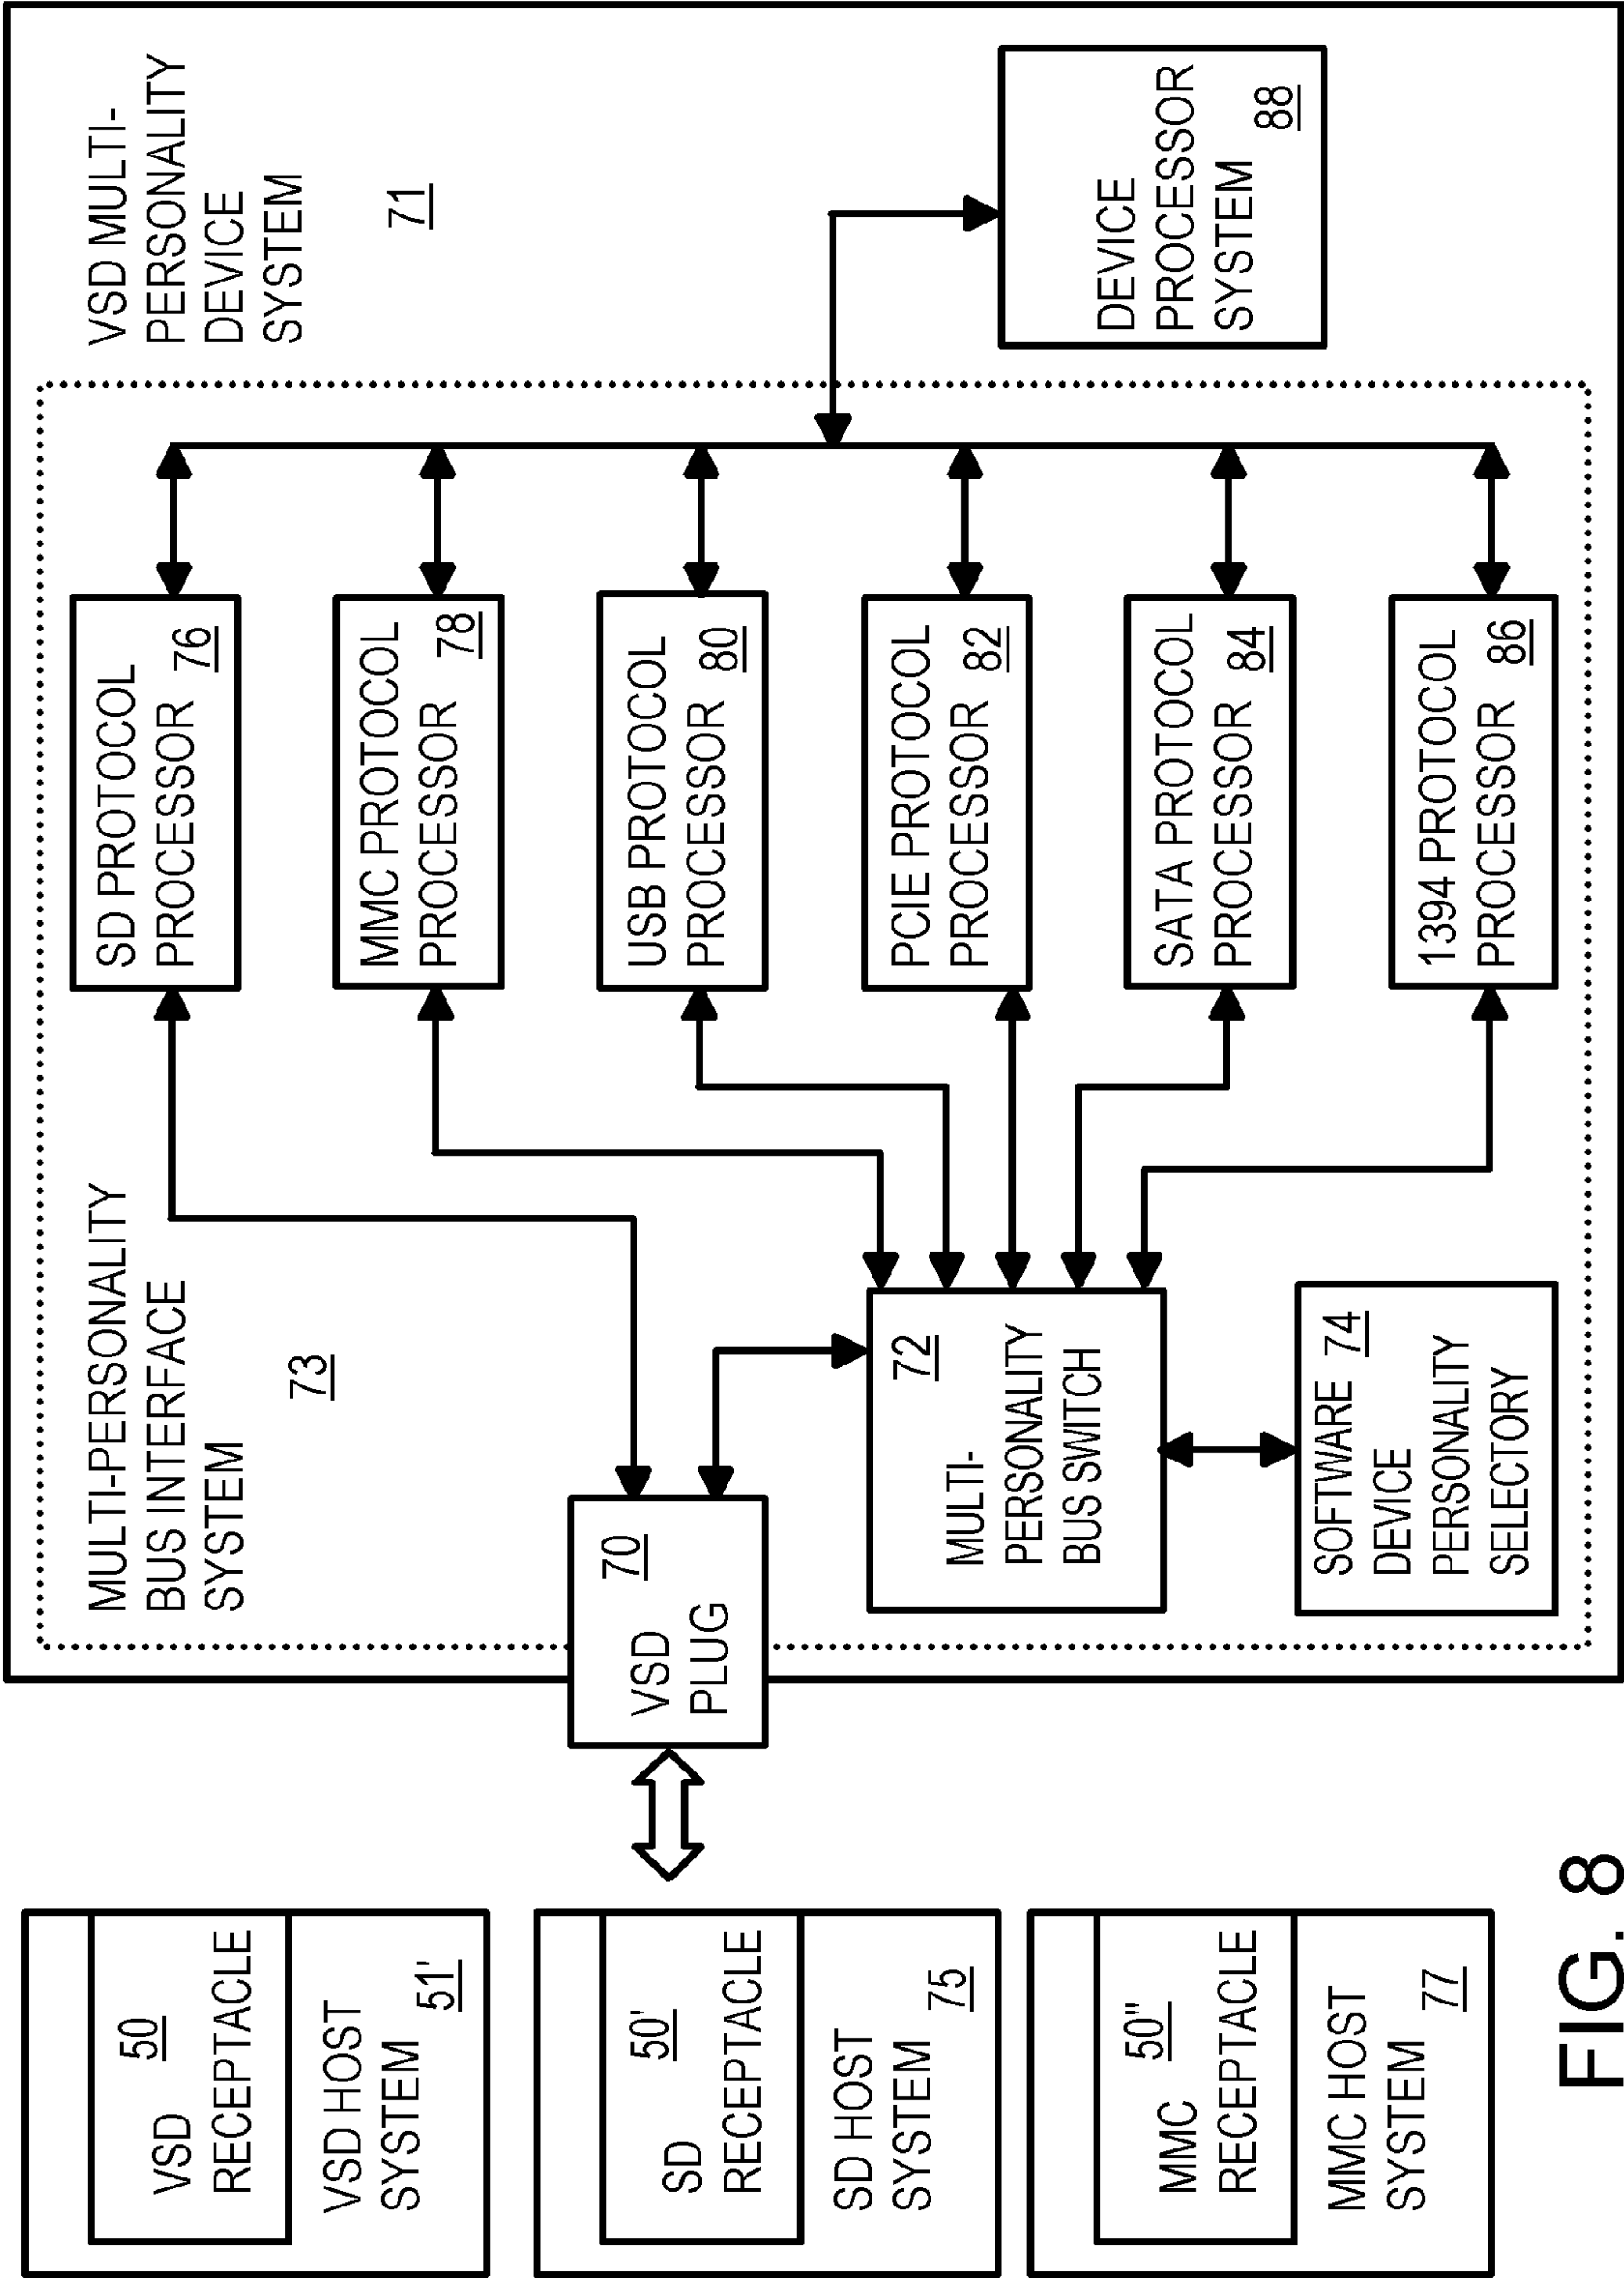 VSD
50
RECEPTACLE
VSD HOST
SYSTEM
51'
SD
50'
RECEPTACLE
SD HOST
SYSTEM
75
MMC
50"
RECEPTACLE
MMC HOST
SYSTEM
77
VSD
70
PLUG
MULTI-PERSONALITY
BUS INTERFACE
SYSTEM
73
MULTI-
72
PERSONALITY
BUS SWITCH
SOFTWARE 74
DEVICE
PERSONALITY
SELECTORY
SD PROTOCOL
PROCESSOR 76
MMC PROTOCOL
PROCESSOR 78
USB PROTOCOL
PROCESSOR 80
PCIE PROTOCOL
PROCESSOR 82
SATA PROTOCOL
PROCESSOR 84
1394 PROTOCOL
PROCESSOR 86
VSD MULTI-
PERSONALITY
DEVICE
SYSTEM
71
DEVICE
PROCESSOR
SYSTEM
88
FIG. 8